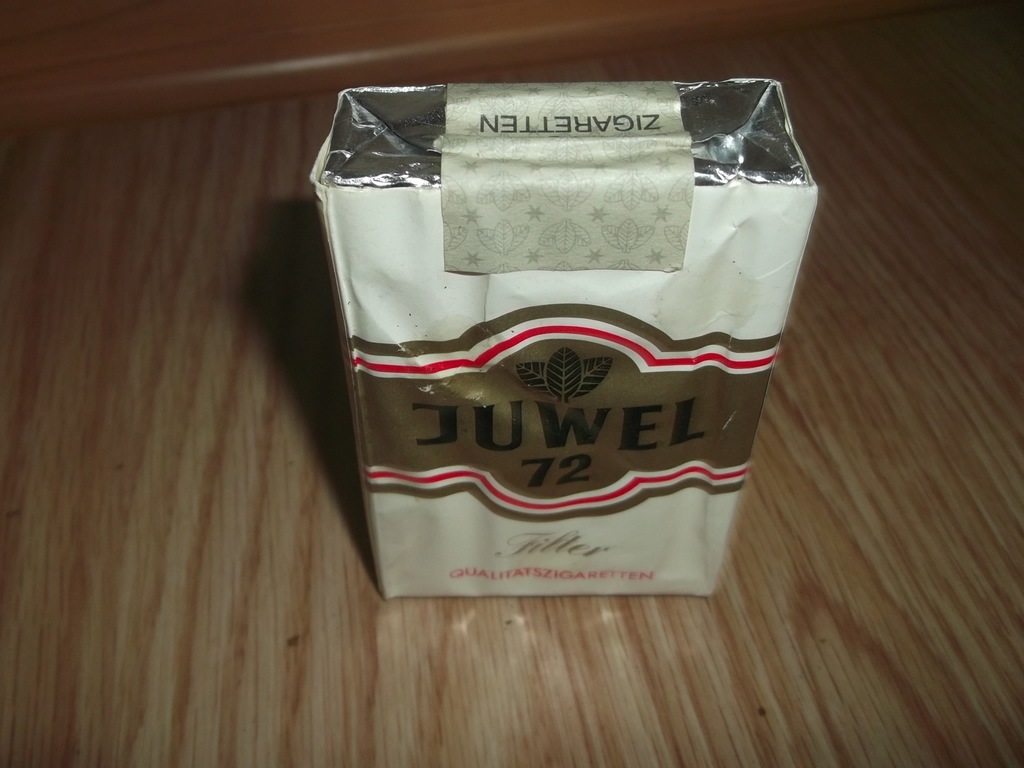 ZIGARETTEN
JUWEL
72
Filter
QUALITÄTSZIGARETTEN